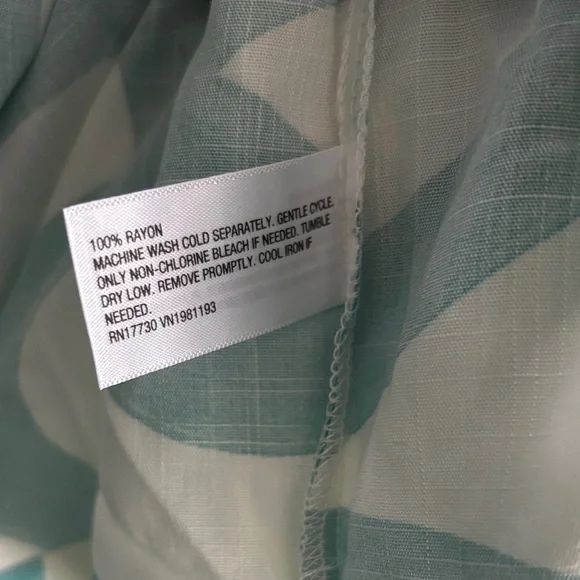 100% RAYON
MACHINE WASH COLD SEPARATELY. GENTLE CYCLE.
ONLY NON-CHLORINE BLEACH IF NEEDED. TUMBLE
DRY LOW. REMOVE PROMPTLY. COOL IRON IF
NEEDED.
RN17730 VN1981193